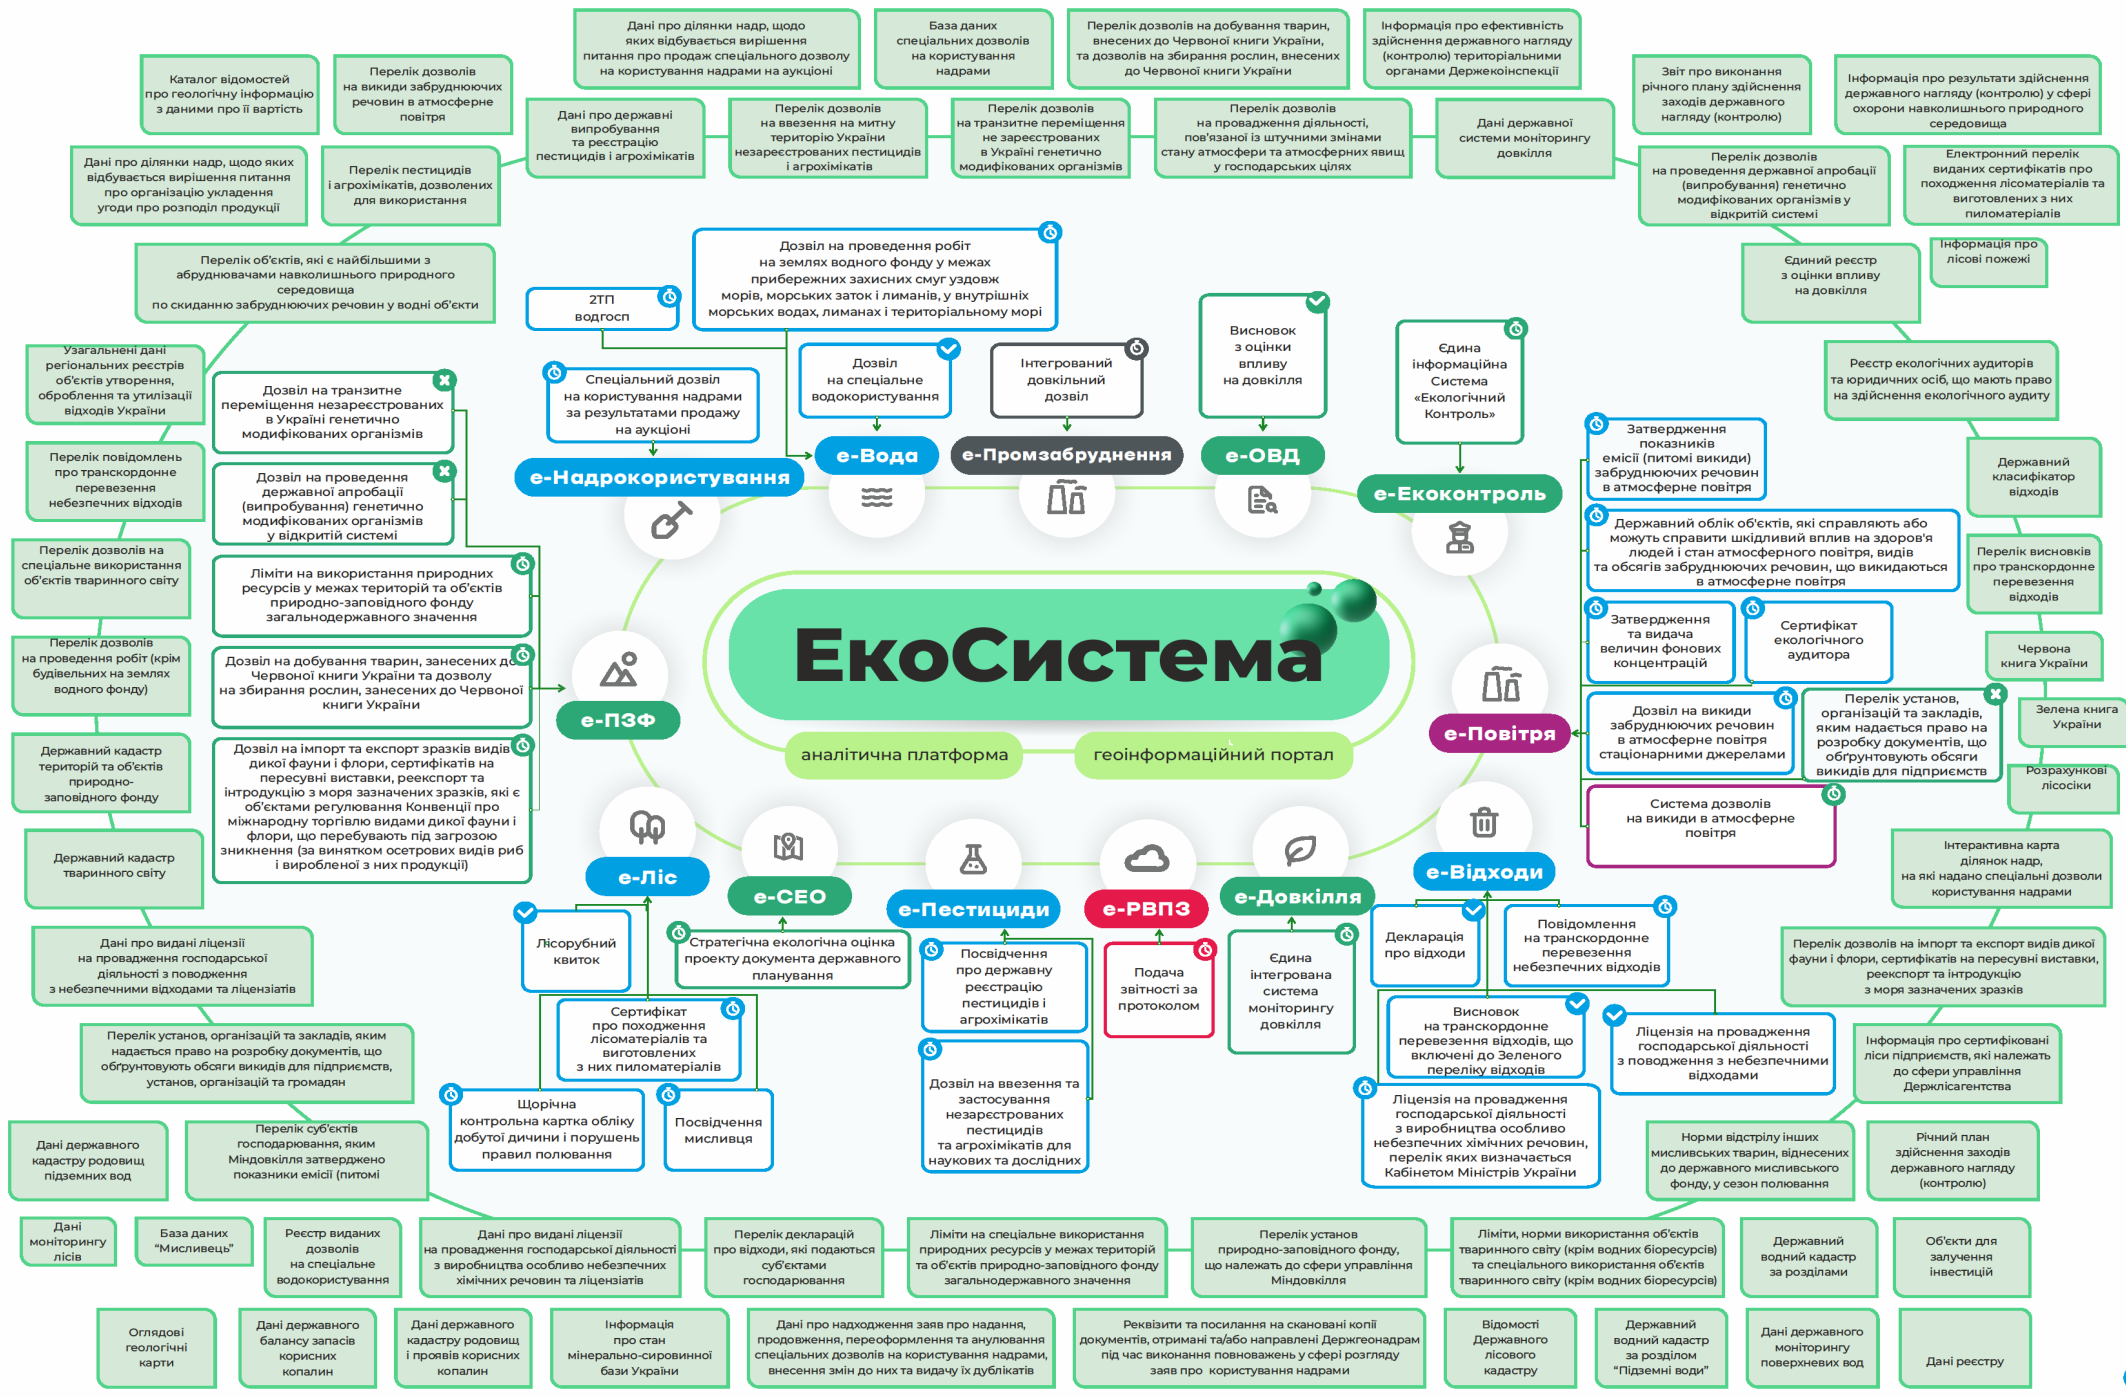 Дані про ділянки надр, щодо
яких відбувається вирішення
питання про продаж спеціального дозволу
на користування надрами на аукціоні
База даних
спеціальних дозволів
на користування
надрами
Перелік дозволів на добування тварин,
внесених до Червоної книги України,
та дозволів на збирання рослин, внесених
до Червоної книги України
Інформація про ефективність
здійснення державного нагляду
(контролю) територіальними
органами Держекоінспекції
Каталог відомостей
про геологічну інформацію
з даними про її вартість
Перелік дозволів
на викиди забруднюючих
речовин в атмосферне
повітря
Звіт про виконання
річного плану здійснення
заходів державного
нагляду (контролю)
Інформація про результати здійснення
державного нагляду (контролю) у сфері
охорони навколишнього природного
середовища
Дані про державні
випробування
та реєстрацію
пестицидів і агрохімікатів
Перелік дозволів
на ввезення на митну
територію України
незареєстрованих пестицидів
і агрохімікатів
Перелік дозволів
на транзитне переміщення
не зареєстрованих
в Україні генетично
модифікованих організмів
Перелік дозволів
на провадження діяльності,
пов'язаної із штучними змінами
стану атмосфери та атмосферних явищ
у господарських цілях
Дані державної
системи моніторингу
довкілля
Дані про ділянки надр, щодо яких
відбувається вирішення питання
про організацію укладення
угоди про розподіл продукції
Перелік пестицидів
і агрохімікатів, дозволених
для використання
Перелік дозволів
на проведення державної апробації
(випробування) генетично
модифікованих організмів у
відкритій системі
Електронний перелік
виданих сертифікатів про
походження лісоматеріалів та
виготовлених з них
пиломатеріалів
Перелік об'єктів, які є найбільшими з
абруднювачами навколишнього природного
середовища
по скиданню забруднюючих речовин у водні об'єкти
Єдиний реєстр
з оцінки впливу
на довкілля
Інформація про
лісові пожежі
2ТП
водгосп
Дозвіл на проведення робіт
на землях водного фонду у межах
прибережних захисних смуг уздовж
морів, морських заток і лиманів, у внутрішніх
морських водах, лиманах і територіальному морі
Висновок
з оцінки
впливу
на довкілля
Єдина
інформаційна
Система
«Екологічний
Контроль»
Узагальнені дані
регіональних реєстрів
об'єктів утворення,
оброблення та утилізації
відходів України
Спеціальний дозвіл
на користування надрами
за результатами продажу
на аукціоні
Дозвіл
на спеціальне
водокористування
Інтегрований
довкільний
дозвіл
Реєстр екологічних аудиторів
та юридичних осіб, що мають право
на здійснення екологічного аудиту
Дозвіл на транзитне
переміщення незареєстрованих
в Україні генетично
модифікованих організмів
е-Надрокористування
е-Вода
е-Промзабруднення
е-ОВД
е-Екоконтроль
Перелік повідомлень
про транскордонне
перевезення
небезпечних відходів
Дозвіл на проведення
державної апробації
(випробування) генетично
модифікованих організмів
у відкритій системі
Затвердження
показників
емісії (питомі викиди)
забруднюючих речовин
в атмосферне повітря
Державний
класифікатор
відходів
Перелік дозволів на
спеціальне використання
об'єктів тваринного світу
Ліміти на використання природних
ресурсів у межах територій та об'єктів
природно-заповідного фонду
загальнодержавного значення
Державний облік об'єктів, які справляють або
можуть справити шкідливий вплив на здоров'я
людей і стан атмосферного повітря, видів
та обсягів забруднюючих речовин, що викидаються
в атмосферне повітря
Перелік висновків
про транскордонне
перевезення
відходів
Перелік дозволів
на проведення робіт (крім
будівельних на землях
водного фонду)
Дозвіл на добування тварин, занесених до
Червоної книги України та дозволу
на збирання рослин, занесених до Червоної
книги України
ЕкоСистема
аналітична платформа
геоінформаційний портал
Затвердження
та видача
величин фонових
концентрацій
Сертифікат
екологічного
аудитора
Червона
книга України
е-ПЗФ
е-Повітря
Дозвіл на викиди
забруднюючих речовин
в атмосферне повітря
стаціонарними джерелами
Перелік установ,
організацій та закладів,
яким надається право на
розробку документів, що
обґрунтовують обсяги
викидів для підприємств
Зелена книга
України
Державний кадастр
територій та об'єктів
природно-
заповідного фонду
Дозвіл на імпорт та експорт зразків видів
дикої фауни і флори, сертифікатів на
пересувні виставки, реекспорт та
інтродукцію з моря зазначених зразків, які є
об'єктами регулювання Конвенції про
міжнародну торгівлю видами дикої фауни і
флори, що перебувають під загрозою
зникнення (за винятком осетрових видів риб
і виробленої з них продукції)
Розрахункові
лісосіки
Система дозволів
на викиди в атмосферне
повітря
Державний кадастр
тваринного світу
Інтерактивна карта
ділянок надр,
на які надано спеціальні дозволи
користування надрами
е-Ліс
е-СЕО
е-Пестициди
е-РВПЗ
е-Довкілля
е-Відходи
Дані про видані ліцензії
на провадження господарської
діяльності з поводження
з небезпечними відходами та ліцензіатів
Лісорубний
квиток
Стратегічна екологічна оцінка
проекту документа державного
планування
Посвідчення
про державну
реєстрацію
пестицидів і
агрохімікатів
Подача
звітності за
протоколом
Єдина
інтегрована
система
моніторингу
довкілля
Декларація
про відходи
Повідомлення
на транскордонне
перевезення
небезпечних відходів
Перелік дозволів на імпорт та експорт видів дикої
фауни і флори, сертифікатів на пересувні виставки,
реекспорт та інтродукцію
з моря зазначених зразків
Перелік установ, організацій та закладів, яким
надається право на розробку документів, що
обґрунтовують обсяги викидів для підприємств,
установ, організацій та громадян
Сертифікат
про походження
лісоматеріалів та
виготовлених
з них пиломатеріалів
Висновок
на транскордонне
перевезення відходів, що
включені до Зеленого
переліку відходів
Ліцензія на провадження
господарської діяльності
з поводження з небезпечними
відходами
Інформація про сертифіковані
ліси підприємств, які належать
до сфери управління
Держлісагентства
Дозвіл на ввезення та
застосування
незарєстрованих
пестицидів
та агрохімікатів для
наукових та дослідних
Щорічна
контрольна картка обліку
добутої дичини і порушень
правил полювання
Посвідчення
мисливця
Ліцензія на провадження
господарської діяльності
з виробництва особливо
небезпечних хімічних речовин,
перелік яких визначається
Кабінетом Міністрів України
Дані державного
кадастру родовищ
підземних вод
Перелік суб'єктів
господарювання, яким
Міндовкілля затверджено
показники емісії (питомі
Норми відстрілу інших
мисливських тварин, віднесених
до державного мисливського
фонду, у сезон полювання
Річний план
здійснення заходів
державного нагляду
(контролю)
Дані
моніторингу
лісів
База даних
“Мисливець”
Реєстр виданих
дозволів
на спеціальне
водокористування
Дані про видані ліцензії
на провадження господарської діяльності
з виробництва особливо небезпечних
хімічних речовин та ліцензіатів
Перелік декларацій
про відходи, які подаються
суб'єктами
господарювання
Ліміти на спеціальне використання
природних ресурсів у межах територій
та об'єктів природно-заповідного фонду
загальнодержавного значення
Перелік установ
природно-заповідного фонду,
що належать до сфери управління
Міндовкілля
Ліміти, норми використання об'єктів
тваринного світу (крім водних біоресурсів)
та спеціального використання об'єктів
тваринного світу (крім водних біоресурсів)
Державний
водний кадастр
за розділами
Об'єкти для
залучення
інвестицій
Оглядові
геологічні
карти
Дані державного
балансу запасів
корисних
копалин
Дані державного
кадастру родовищ
і проявів корисних
копалин
Інформація
про стан
мінерально-сировинної
бази України
Дані про надходження заяв про надання,
продовження, переоформлення та анулювання
спеціальних дозволів на користування надрами,
внесення змін до них та видачу їх дублікатів
Реквізити та посилання на скановані копії
документів, отримані та/або направлені Держгеонадрам
під час виконання повноважень у сфері розгляду
заяв про користування надрами
Відомості
Державного
лісового
кадастру
Державний
водний кадастр
за розділом
“Підземні води”
Дані державного
моніторингу
поверхневих вод
Дані реєстру